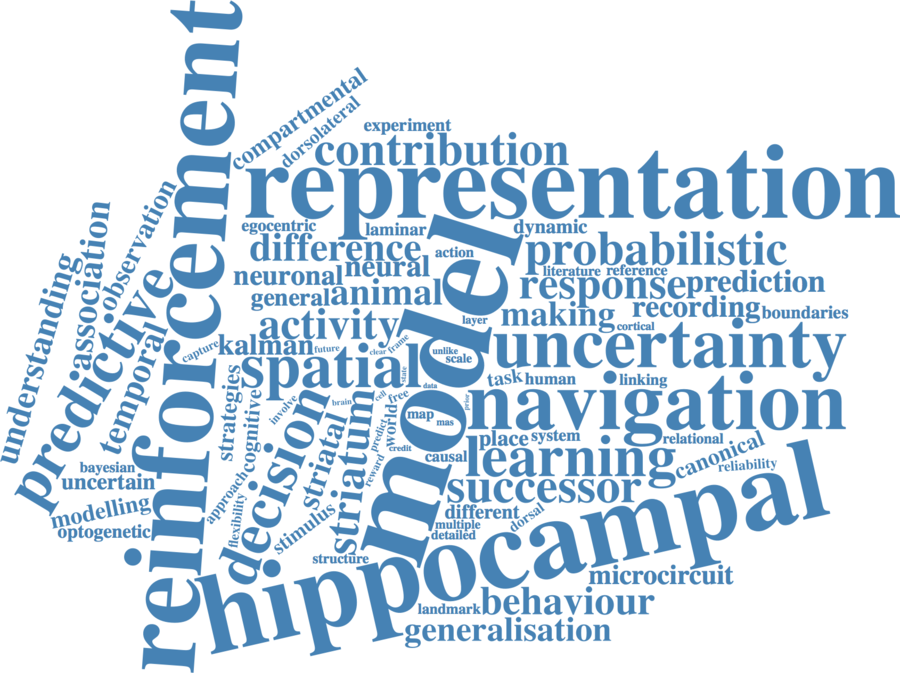 reinforcement
compartmental
dorsolateral
experiment
contribution
representation
egocentric
laminar
dynamic
difference
action
probabilistic
neuronal
neural
literature
reference
response
prediction
general
animal
making
recording
boundaries
layer
cortical
activity
kalman
future
capture
clear
frame
unlike
scale
uncertainty
spatial
state
data
task
human
linking
navigation
model
understanding
association
observation
predictive
temporal
strategies
cognitive
involve
brain
cell
free
world
map
mas
prior
predict
credit
reward
causal
place
system
relational
learning
canonical
reliability
successor
bayesian
uncertain
modelling
optogenetic
approach
flexibility
decision
striatal
striatum
stimulus
structure
different
multiple
detailed
dorsal
hippocampal
microcircuit
landmark
behaviour
generalisation